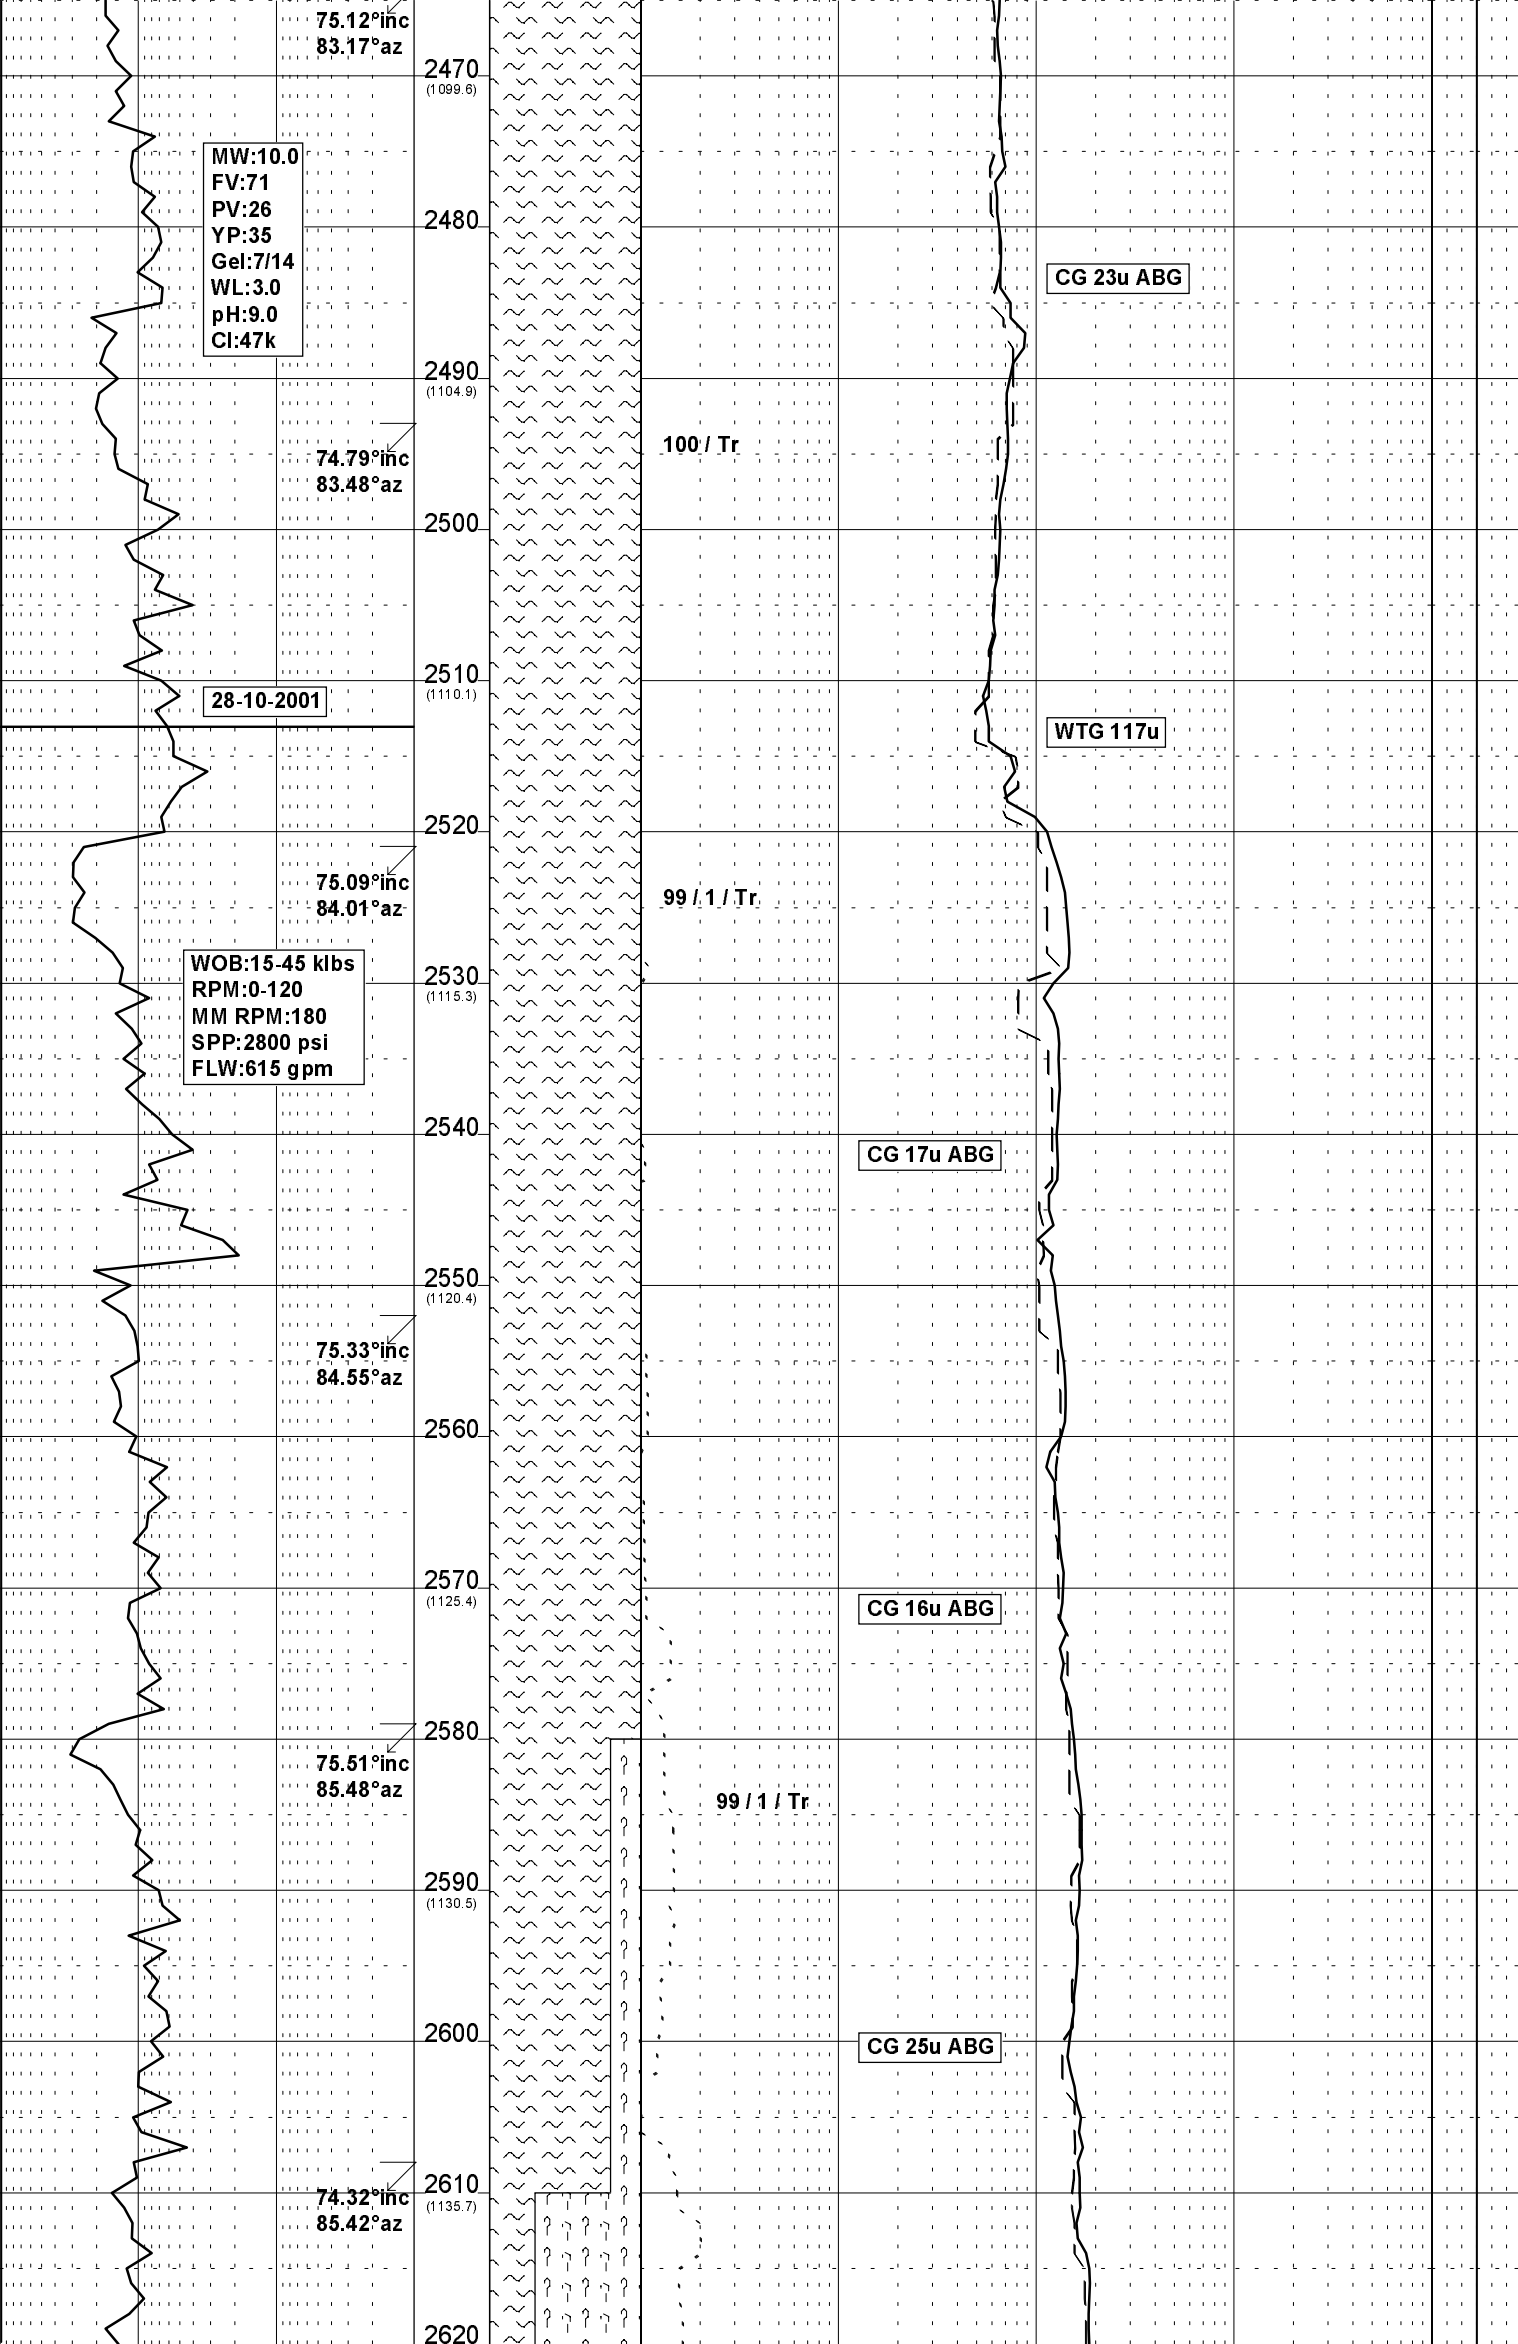 75.12°inc
83.17°az
2470
(1099.6)
MW:10.0
FV:71
PV:26
YP:35
Gel:7/14
WL:3.0
pH:9.0
Cl:47k
2480
CG 23u ABG
2490
(1104.9)
74.79°inc
83.48°az
100 / Tr
2500
2510
(1110.1)
28-10-2001
WTG 117u
2520
75.09°inc
84.01°az
99 / 1 / Tr
WOB:15-45 klbs
RPM:0-120
MM RPM:180
SPP:2800 psi
FLW:615 gpm
2530
(1115.3)
2540
CG 17u ABG
2550
(1120.4)
75.33°inc
84.55°az
2560
2570
(1125.4)
CG 16u ABG
2580
75.51°inc
85.48°az
99 / 1 / Tr
2590
(1130.5)
2600
CG 25u ABG
2610
(1135.7)
74.32°inc
85.42°az
2620